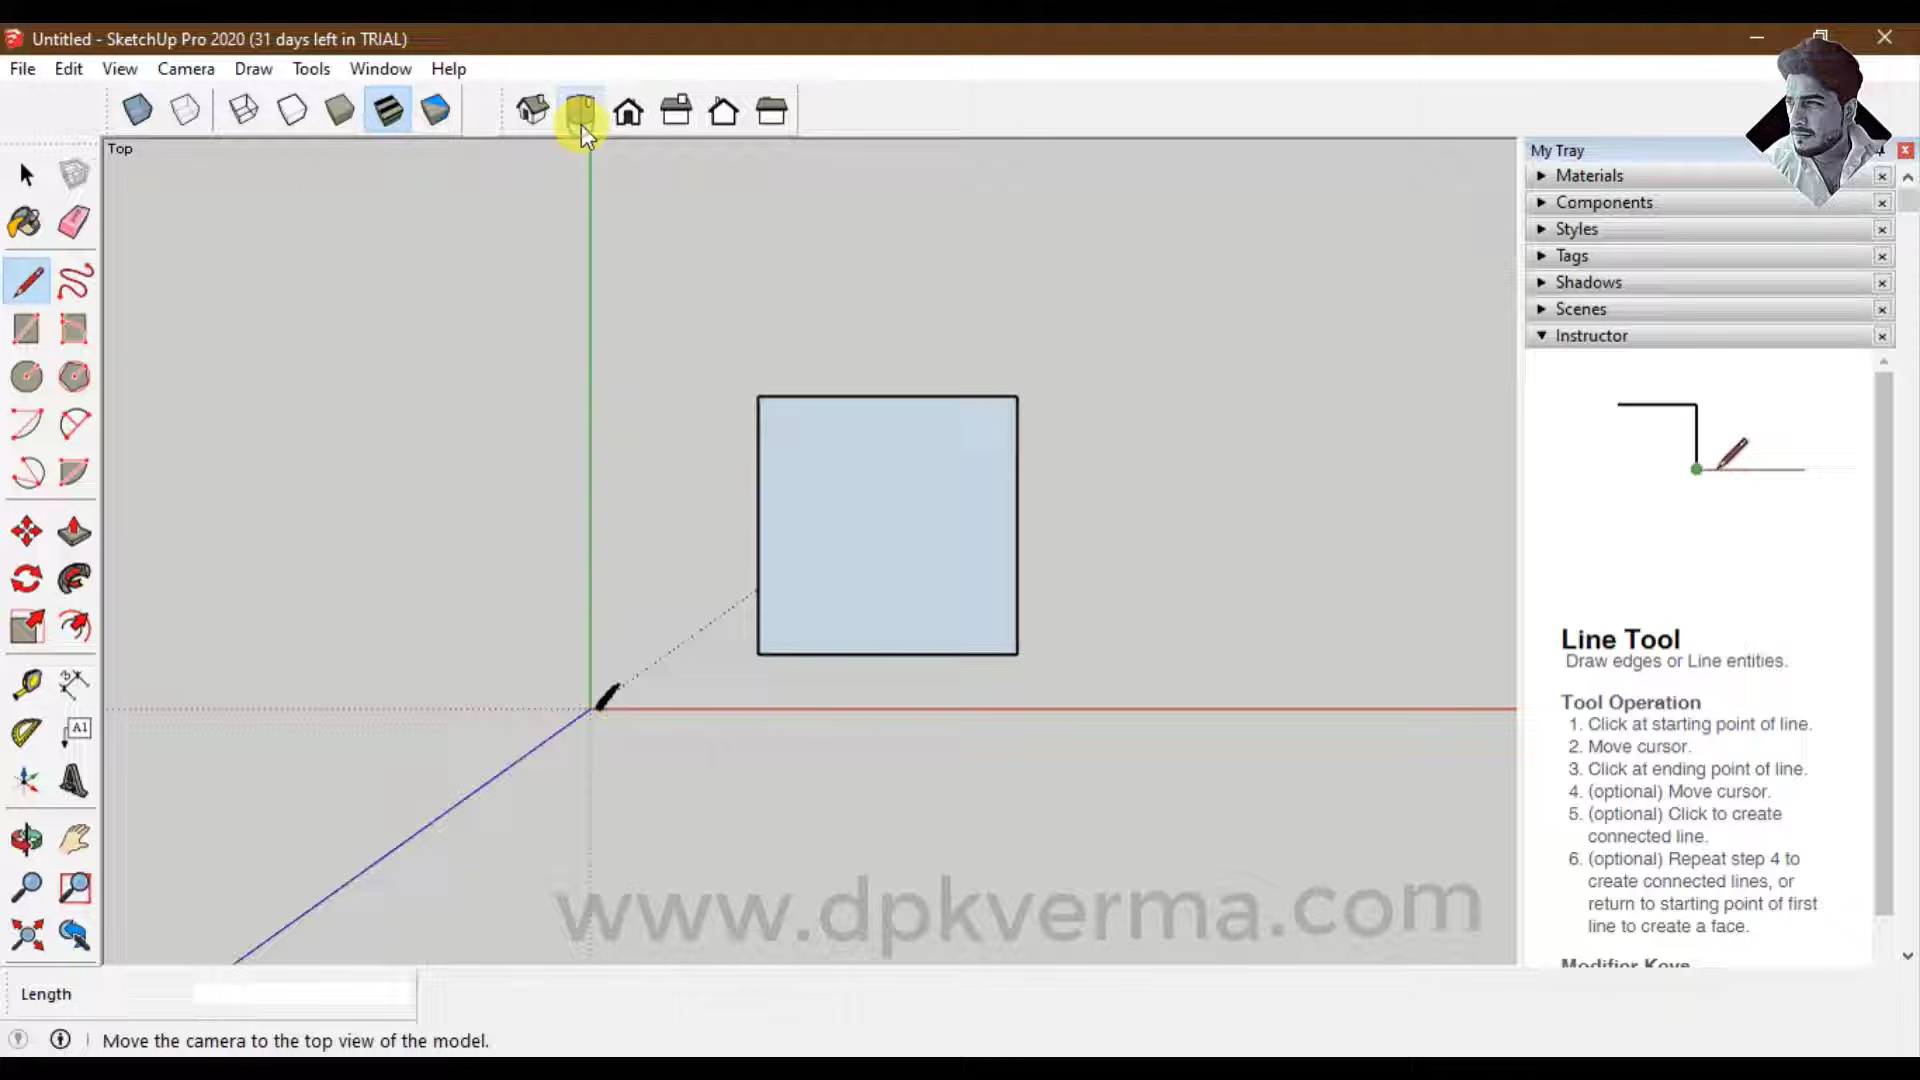 Untitled - SketchUp Pro 2020 (31 days left in TRIAL)
File Edit View Camera Draw Tools Window Help
Top
My Tray
Materials
Components
Styles
Tags
Shadows
Scenes
Instructor
A1
Line Tool
Draw edges or Line entities.
Tool Operation
1. Click at starting point of line.
2. Move cursor.
3. Click at ending point of line.
4. (optional) Move cursor.
5. (optional) Click to create
connected line.
6. (optional) Repeat step 4 to
create connected lines, or
return to starting point of first
line to create a face.
Modifier Keys
www.dpkverma.com
Length
Move the camera to the top view of the model.